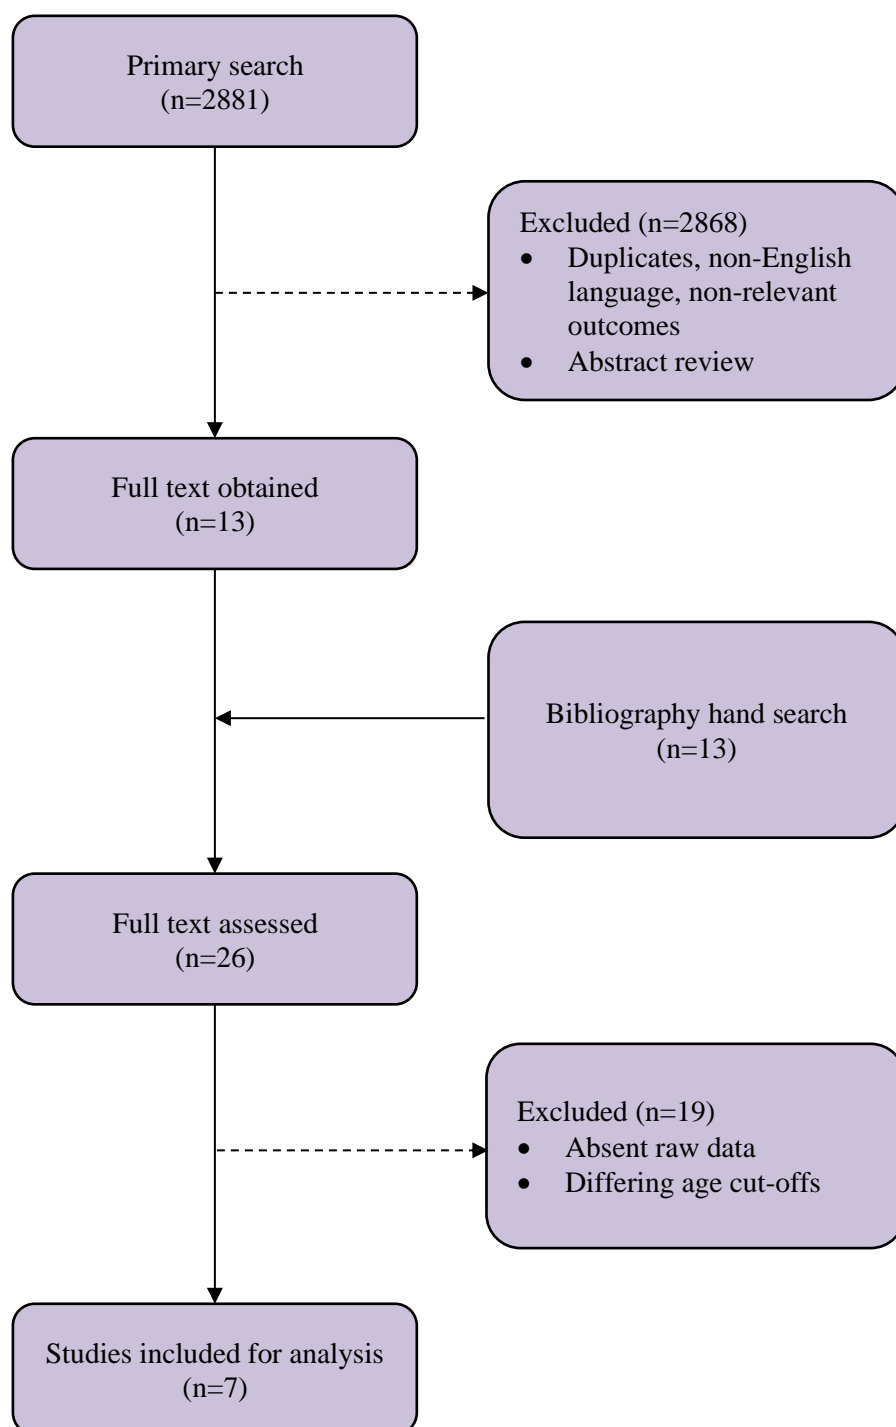 Primary search
(n=2881)
Excluded (n=2868)
• Duplicates, non-English
language, non-relevant
outcomes
• Abstract review
Full text obtained
(n=13)
Bibliography hand search
(n=13)
Full text assessed
(n=26)
Excluded (n=19)
• Absent raw data
• Differing age cut-offs
Studies included for analysis
(n=7)